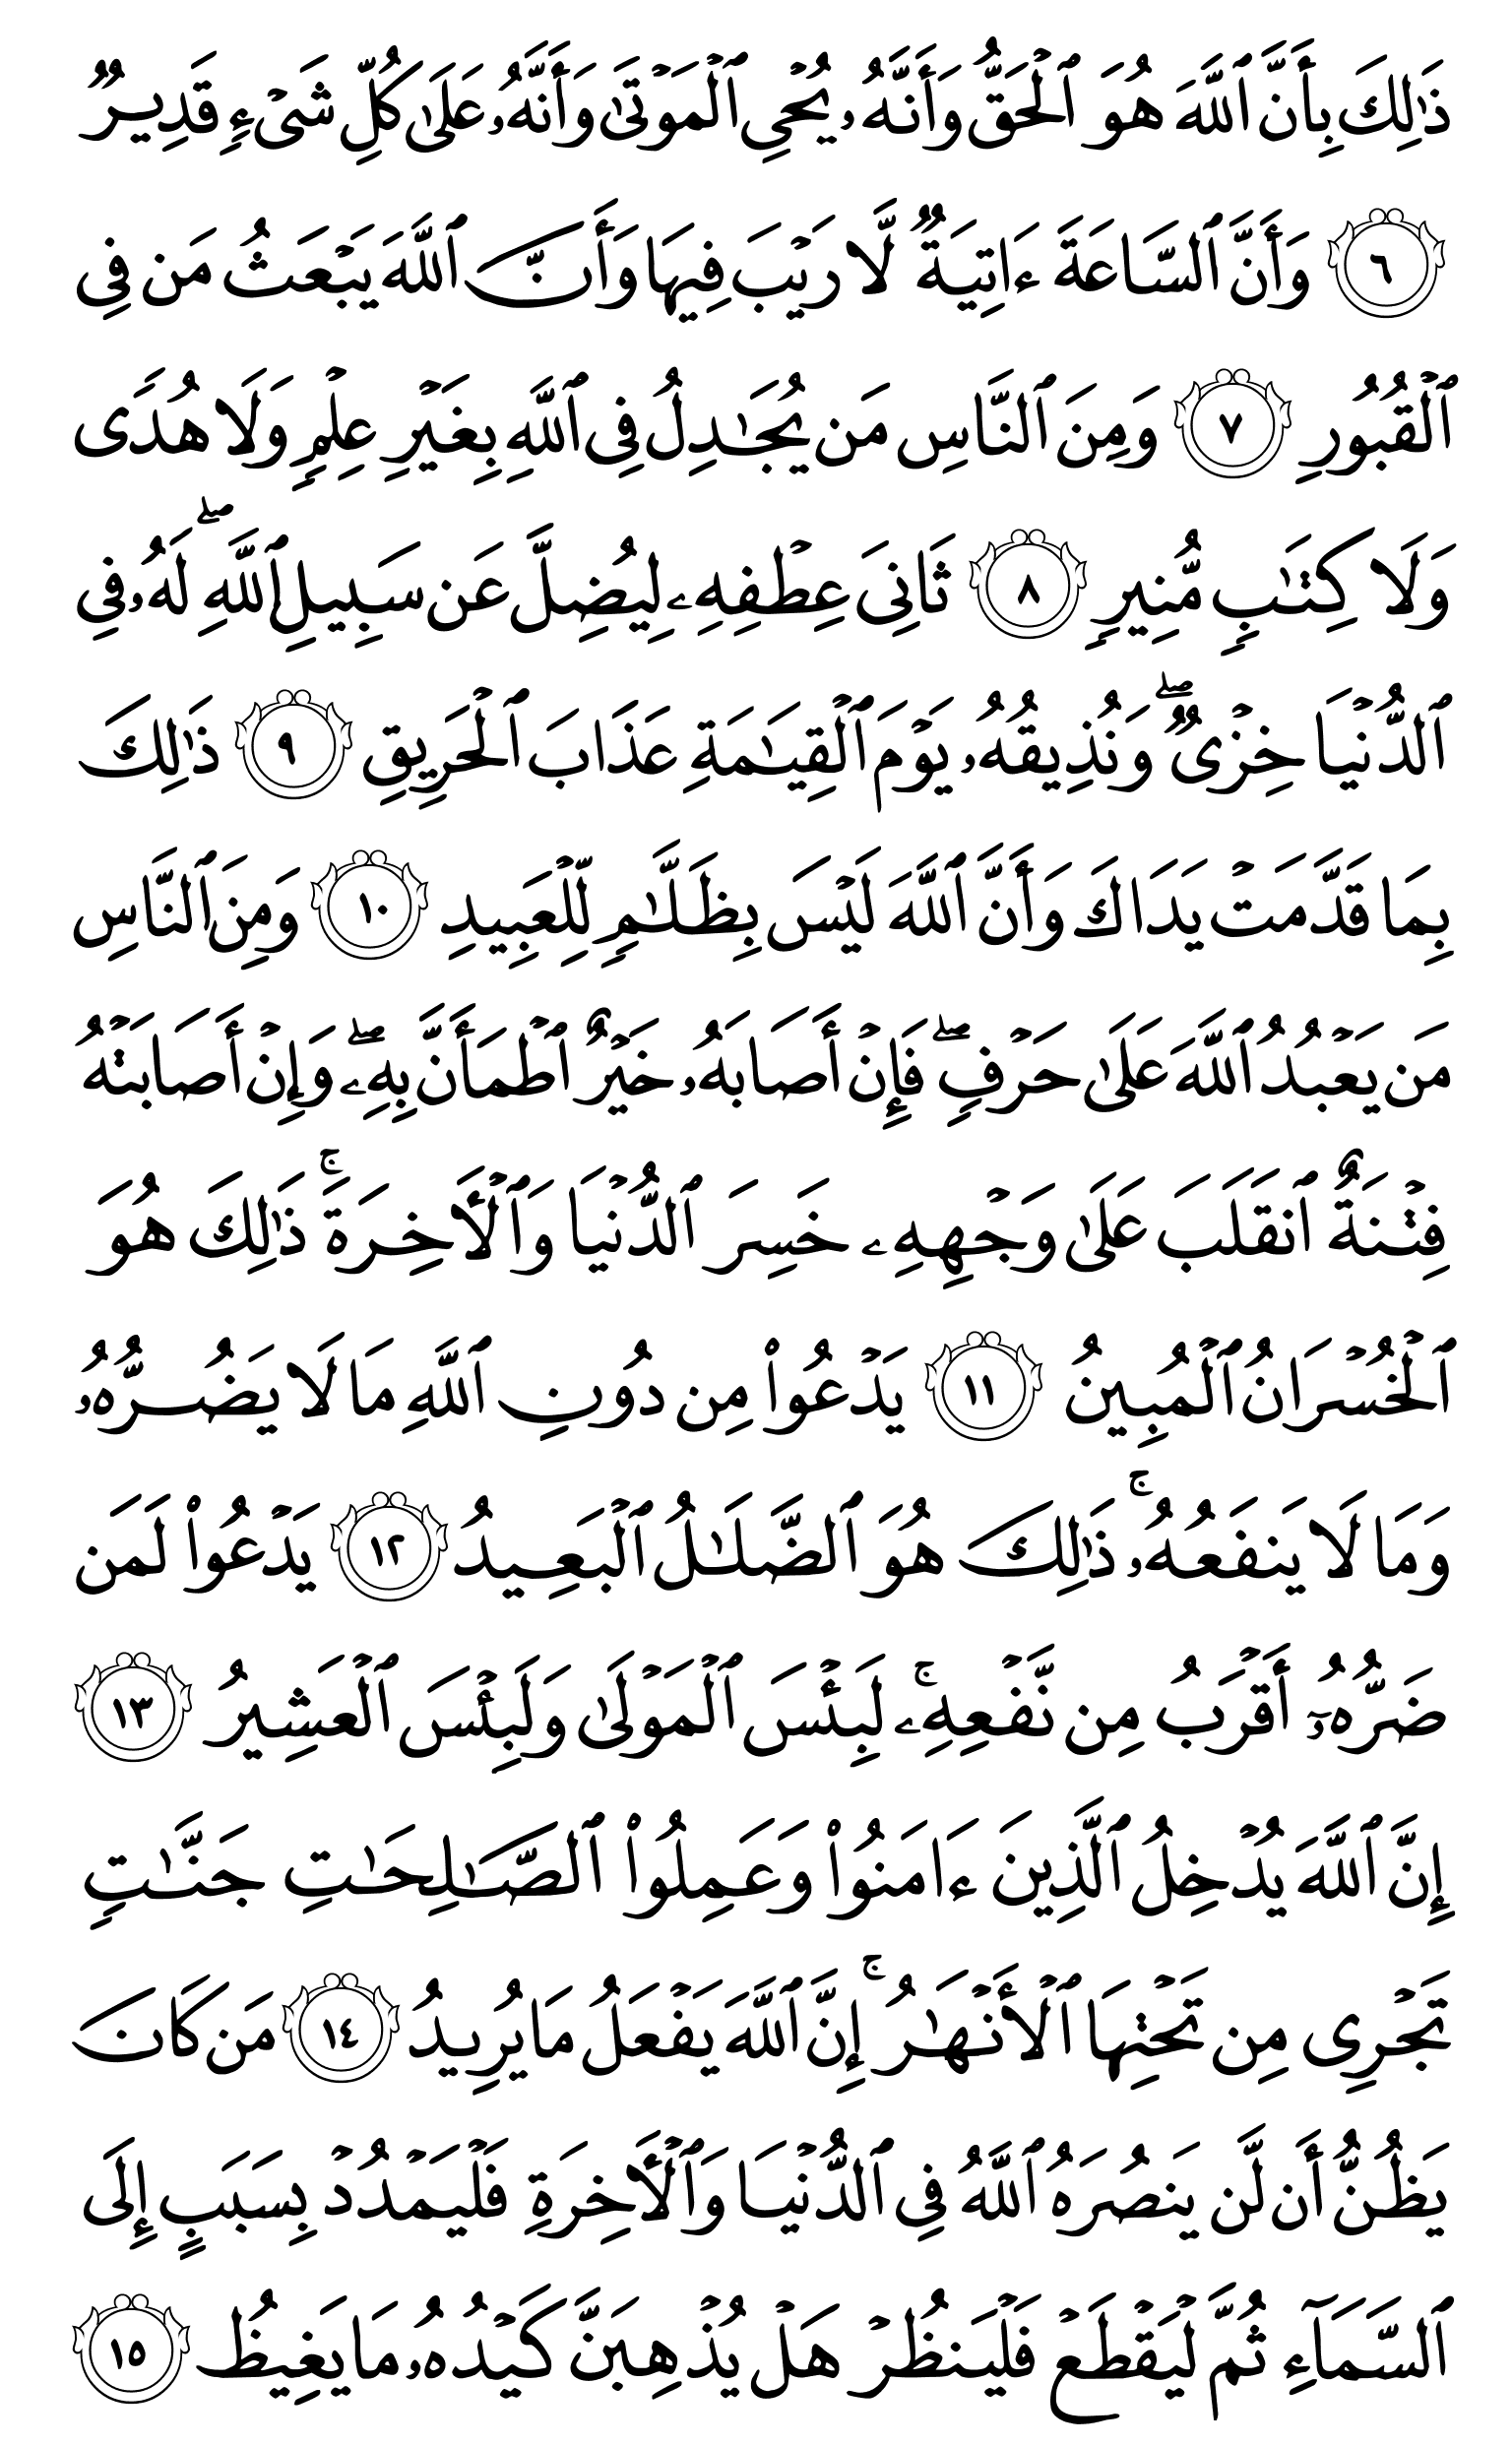 ذَٰلِكَ بِأَنَّ ٱللَّهَ هُوَ ٱلْحَقُّ وَأَنَّهُۥ يُحْىِ ٱلْمَوْتَىٰ وَأَنَّهُۥ عَلَىٰ كُلِّ شَىْءٍ قَدِيرٌ
٦ وَأَنَّ ٱلسَّاعَةَ ءَاتِيَةٌ لَّا رَيْبَ فِيهَا وَأَنَّ ٱللَّهَ يَبْعَثُ مَن فِى
ٱلْقُبُورِ ٧ وَمِنَ ٱلنَّاسِ مَن يُجَـٰدِلُ فِى ٱللَّهِ بِغَيْرِ عِلْمٍ وَلَا هُدًى
وَلَا كِتَـٰبٍ مُّنِيرٍ ٨ ثَانِىَ عِطْفِهِۦ لِيُضِلَّ عَن سَبِيلِ ٱللَّهِ ۖ لَهُۥ فِى
ٱلدُّنْيَا خِزْىٌ ۖ وَنُذِيقُهُۥ يَوْمَ ٱلْقِيَـٰمَةِ عَذَابَ ٱلْحَرِيقِ ٩ ذَٰلِكَ
بِمَا قَدَّمَتْ يَدَاكَ وَأَنَّ ٱللَّهَ لَيْسَ بِظَلَّـٰمٍ لِّلْعَبِيدِ ١٠ وَمِنَ ٱلنَّاسِ
مَن يَعْبُدُ ٱللَّهَ عَلَىٰ حَرْفٍ ۖ فَإِنْ أَصَابَهُۥ خَيْرٌ ٱطْمَأَنَّ بِهِۦ ۖ وَإِنْ أَصَابَتْهُ
فِتْنَةٌ ٱنقَلَبَ عَلَىٰ وَجْهِهِۦ خَسِرَ ٱلدُّنْيَا وَٱلْأَخِرَةَ ۚ ذَٰلِكَ هُوَ
ٱلْخُسْرَانُ ٱلْمُبِينُ ١١ يَدْعُوا۟ مِن دُونِ ٱللَّهِ مَا لَا يَضُرُّهُۥ
وَمَا لَا يَنفَعُهُۥ ۚ ذَٰلِكَ هُوَ ٱلضَّلَـٰلُ ٱلْبَعِيدُ ١٢ يَدْعُوا۟ لَمَن
ضَرُّهُۥٓ أَقْرَبُ مِن نَّفْعِهِۦ ۚ لَبِئْسَ ٱلْمَوْلَىٰ وَلَبِئْسَ ٱلْعَشِيرُ ١٣
إِنَّ ٱللَّهَ يُدْخِلُ ٱلَّذِينَ ءَامَنُوا۟ وَعَمِلُوا۟ ٱلصَّـٰلِحَـٰتِ جَنَّـٰتٍ
تَجْرِى مِن تَحْتِهَا ٱلْأَنْهَـٰرُ ۚ إِنَّ ٱللَّهَ يَفْعَلُ مَا يُرِيدُ ١٤ مَن كَانَ
يَظُنُّ أَن لَّن يَنصُرَهُ ٱللَّهُ فِى ٱلدُّنْيَا وَٱلْأَخِرَةِ فَلْيَمْدُدْ بِسَبَبٍ إِلَى
ٱلسَّمَآءِ ثُمَّ لْيَقْطَعْ فَلْيَنظُرْ هَلْ يُذْهِبَنَّ كَيْدُهُۥ مَا يَغِيظُ ١٥